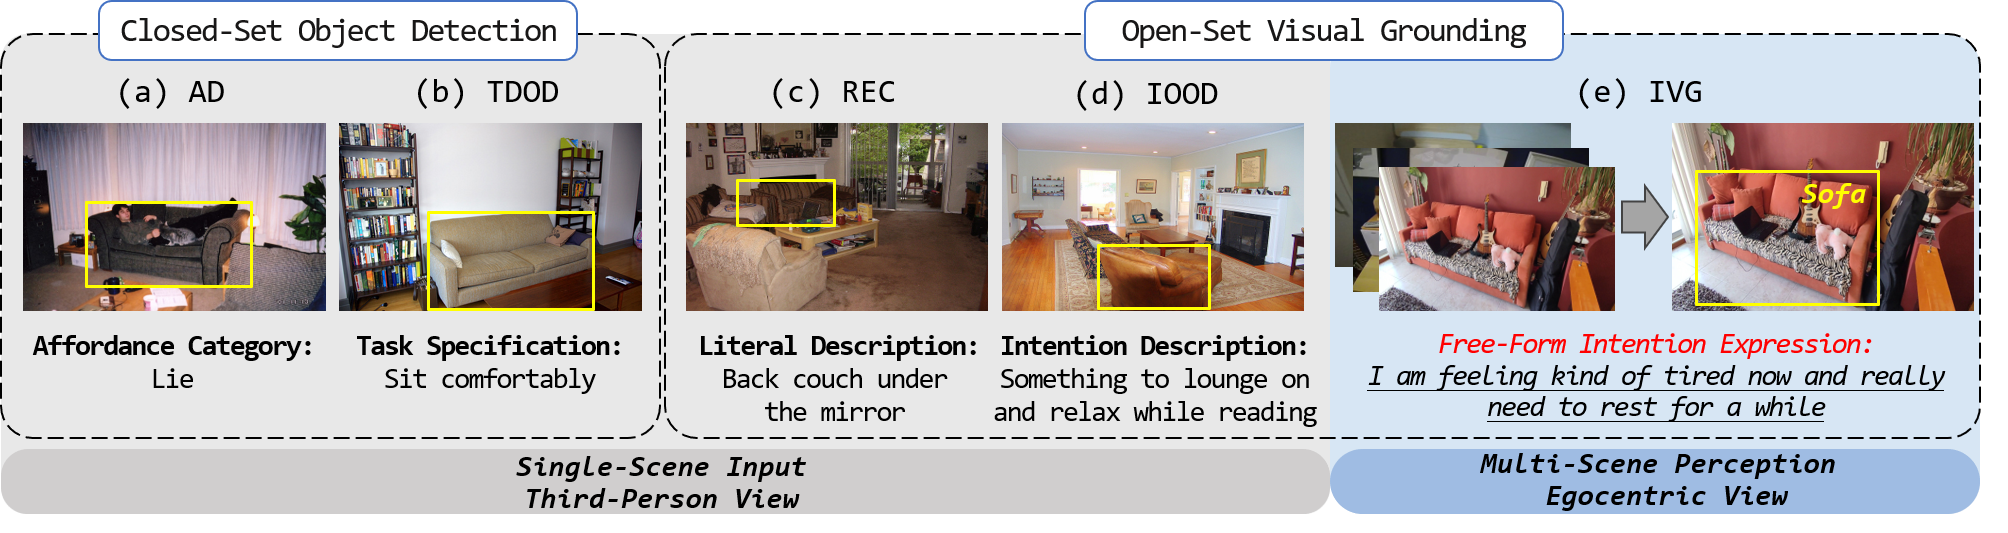 Closed-Set Object Detection
Open-Set Visual Grounding
(a) AD
(b) TDOD
(c) REC
(d) IOOD
(e) IVG
Sofa
Affordance Category:
Lie
Task Specification:
Sit comfortably
Literal Description:
Back couch under
the mirror
Intention Description:
Something to lounge on
and relax while reading
Free-Form Intention Expression:
I am feeling kind of tired now and really
need to rest for a while
Single-Scene Input
Third-Person View
Multi-Scene Perception
Egocentric View